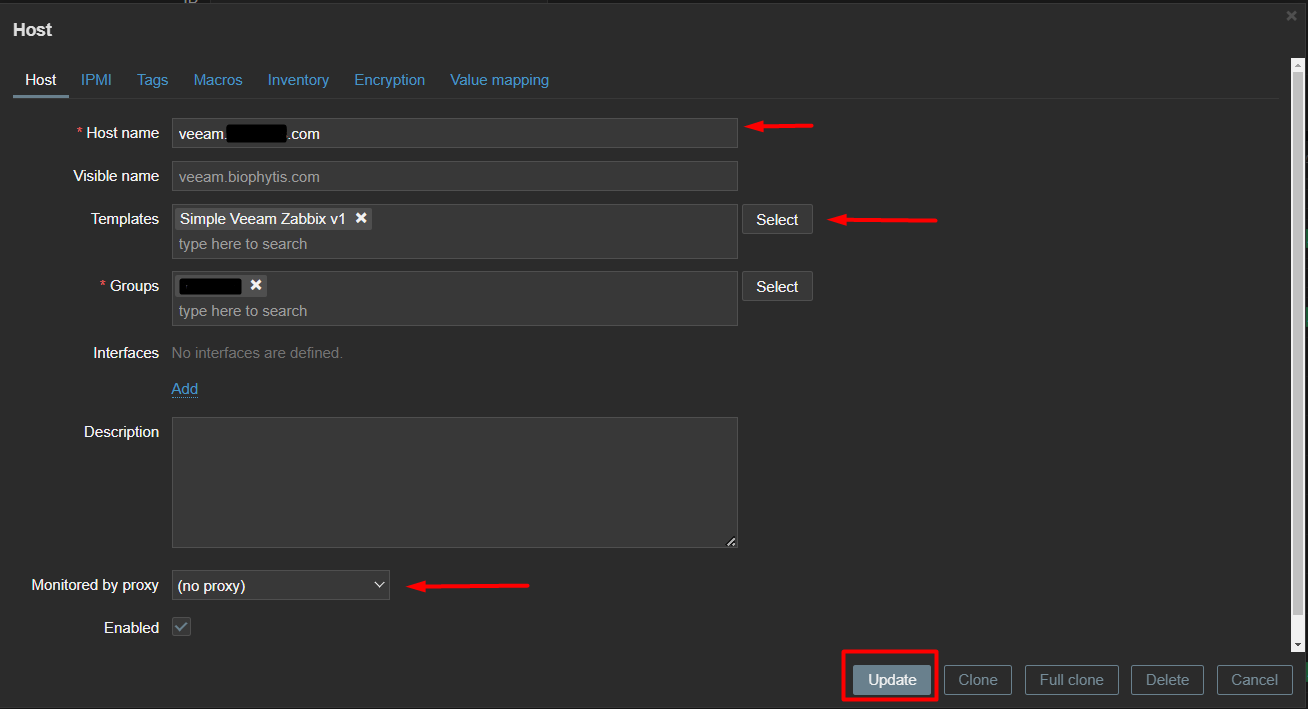 Host
Host IPMI Tags Macros Inventory Encryption Value mapping
* Host name veeam. .com
Visible name veeam.biophytis.com
Templates Simple Veeam Zabbix v1 Select
type here to search
* Groups Select
type here to search
Interfaces No interfaces are defined.
Add
Description
Monitored by proxy (no proxy)
Enabled
Update Clone Full clone Delete Cancel